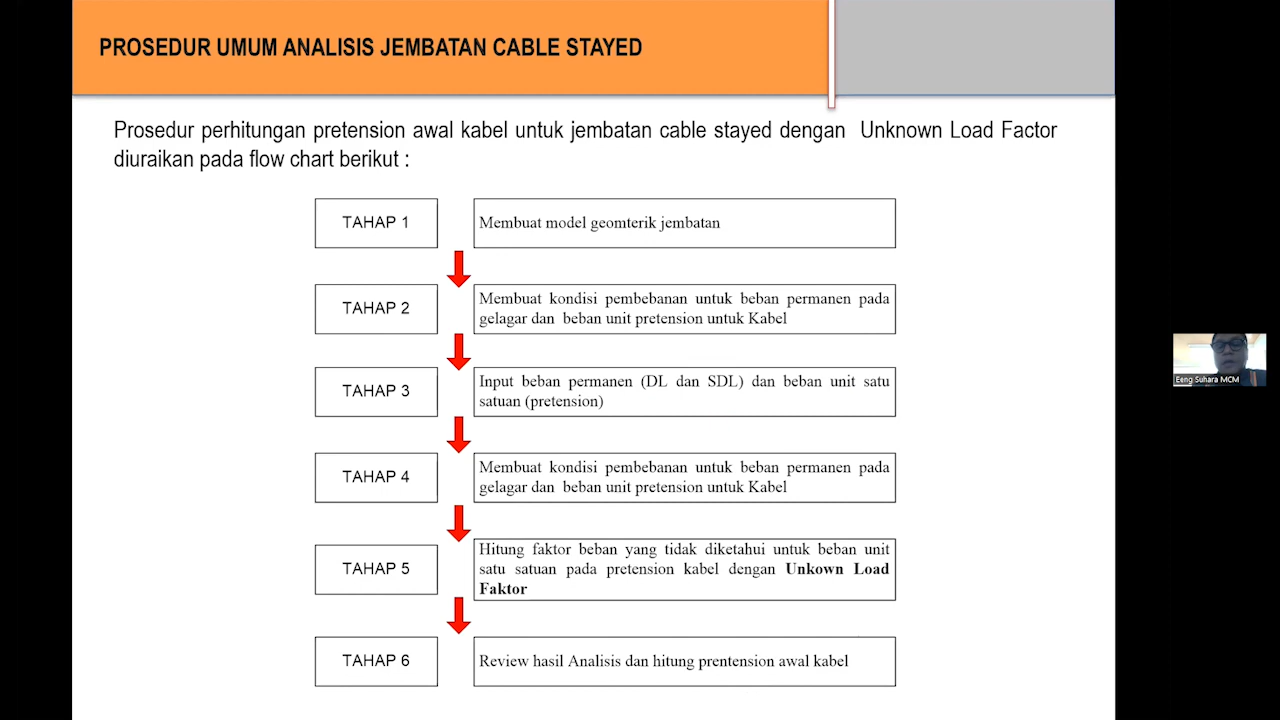 PROSEDUR UMUM ANALISIS JEMBATAN CABLE STAYED
Prosedur perhitungan pretension awal kabel untuk jembatan cable stayed dengan Unknown Load Factor
diuraikan pada flow chart berikut :
TAHAP 1
Membuat model geomterik jembatan
TAHAP 2
Membuat kondisi pembebanan untuk beban permanen pada
gelagar dan beban unit pretension untuk Kabel
TAHAP 3
Input beban permanen (DL dan SDL) dan beban unit satu
satuan (pretension)
TAHAP 4
Membuat kondisi pembebanan untuk beban permanen pada
gelagar dan beban unit pretension untuk Kabel
TAHAP 5
Hitung faktor beban yang tidak diketahui untuk beban unit
satu satuan pada pretension kabel dengan Unkown Load
Faktor
TAHAP 6
Review hasil Analisis dan hitung prentension awal kabel
Eeng Suhara MCM